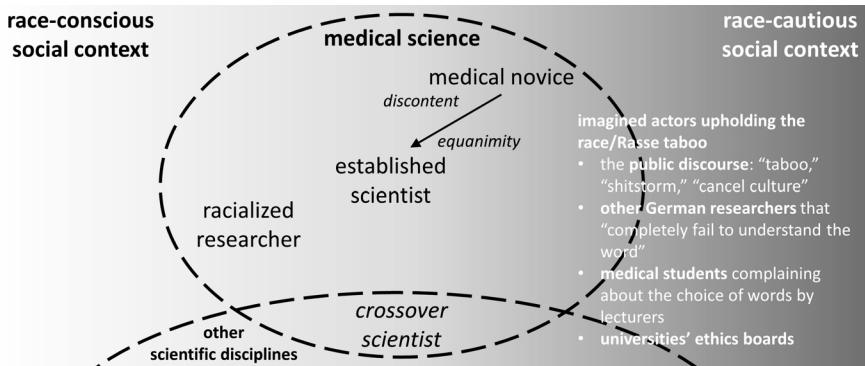 race-conscious
social context
medical science
race-cautious
social context
medical novice
discontent
equanimity
established
scientist
racialized
researcher
imagined actors upholding the
race/Rasse taboo
• the public discourse: “taboo,”
“shitstorm,” “cancel culture”
• other German researchers that
“completely fail to understand the
word”
• medical students complaining
about the choice of words by
lecturers
• universities’ ethics boards
crossover
scientist
other
scientific disciplines